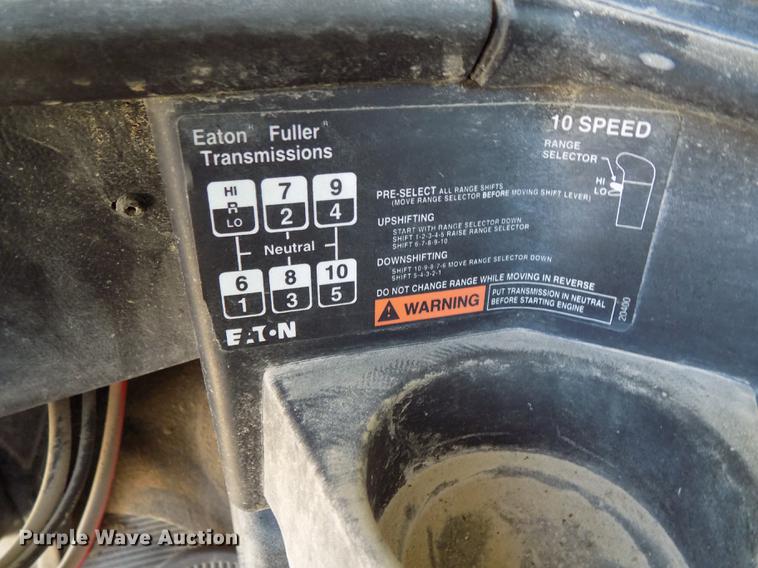 Eaton® Fuller®
Transmissions
10 SPEED
RANGE
SELECTOR
HI
LO
HI
R
LO
7
2
9
4
Neutral
6
1
8
3
10
5
EATON
PRE-SELECT ALL RANGE SHIFTS
(MOVE RANGE SELECTOR BEFORE MOVING SHIFT LEVER)
UPSHIFTING
START WITH RANGE SELECTOR DOWN
SHIFT 1-2-3-4-5 RAISE RANGE SELECTOR
SHIFT 6-7-8-9-10
DOWNSHIFTING
SHIFT 10-9-8-7-6 MOVE RANGE SELECTOR DOWN
SHIFT 5-4-3-2-1
DO NOT CHANGE RANGE WHILE MOVING IN REVERSE
WARNING
PUT TRANSMISSION IN NEUTRAL
BEFORE STARTING ENGINE
20400
Purple Wave Auction